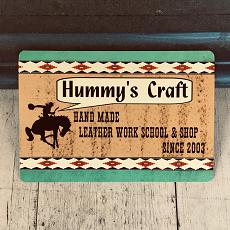 Hummy's Craft
HAND MADE
LEATHER WORK SCHOOL & SHOP
SINCE 2003